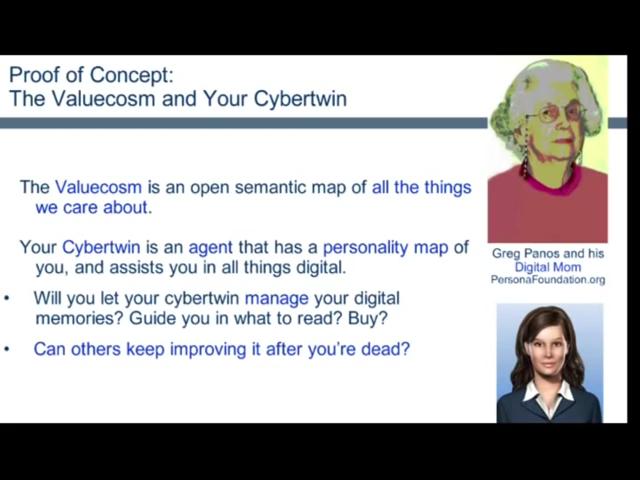 Proof of Concept:
The Valuecosm and Your Cybertwin
The Valuecosm is an open semantic map of all the things
we care about.
Your Cybertwin is an agent that has a personality map of
you, and assists you in all things digital.
• Will you let your cybertwin manage your digital
memories? Guide you in what to read? Buy?
• Can others keep improving it after you're dead?
Greg Panos and his
Digital Mom
PersonaFoundation.org